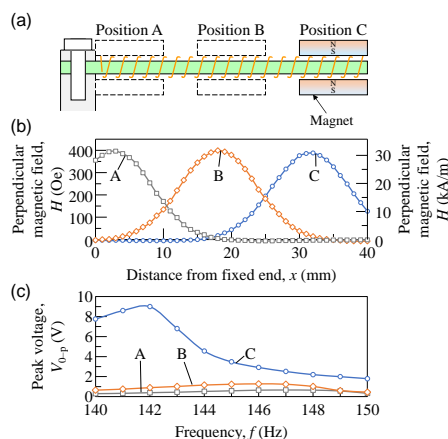 (a)
Position A Position B Position C
N
S
N
S
Magnet
(b)
Perpendicular
magnetic field,
H (Oe)
400
300
200
100
0
A
B
C
30
20
10
0
Perpendicular
magnetic field,
H (kA/m)
0 10 20 30 40
Distance from fixed end, x (mm)
(c)
Peak voltage,
V0–p (V)
10
8
6
4
2
0
A
B
C
140 142 144 146 148 150
Frequency, f (Hz)